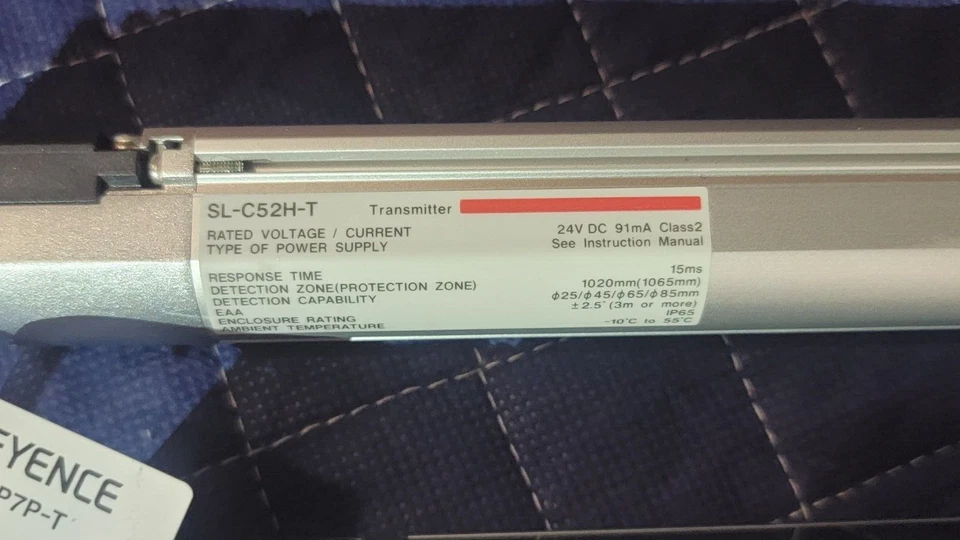 SL-C52H-T Transmitter
RATED VOLTAGE / CURRENT 24V DC 91mA Class2
TYPE OF POWER SUPPLY See Instruction Manual
RESPONSE TIME 15ms
DETECTION ZONE(PROTECTION ZONE) 1020mm(1065mm)
DETECTION CAPABILITY ϕ25/ϕ45/ϕ65/ϕ85mm
EAA ±2.5° (3m or more)
ENCLOSURE RATING IP65
AMBIENT TEMPERATURE -10°C to 55°C
EYENCE
P7P-T